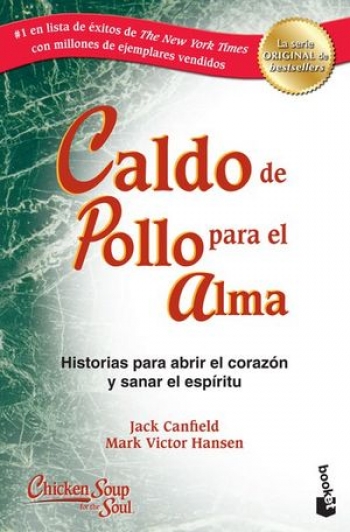 #1 en lista de éxitos de The New York Times
con millones de ejemplares vendidos
La serie
ORIGINAL de
bestsellers
Caldo de
Pollo para el
Alma
Historias para abrir el corazón
y sanar el espíritu
Jack Canfield
Mark Victor Hansen
Chicken Soup
for the Soul
booket